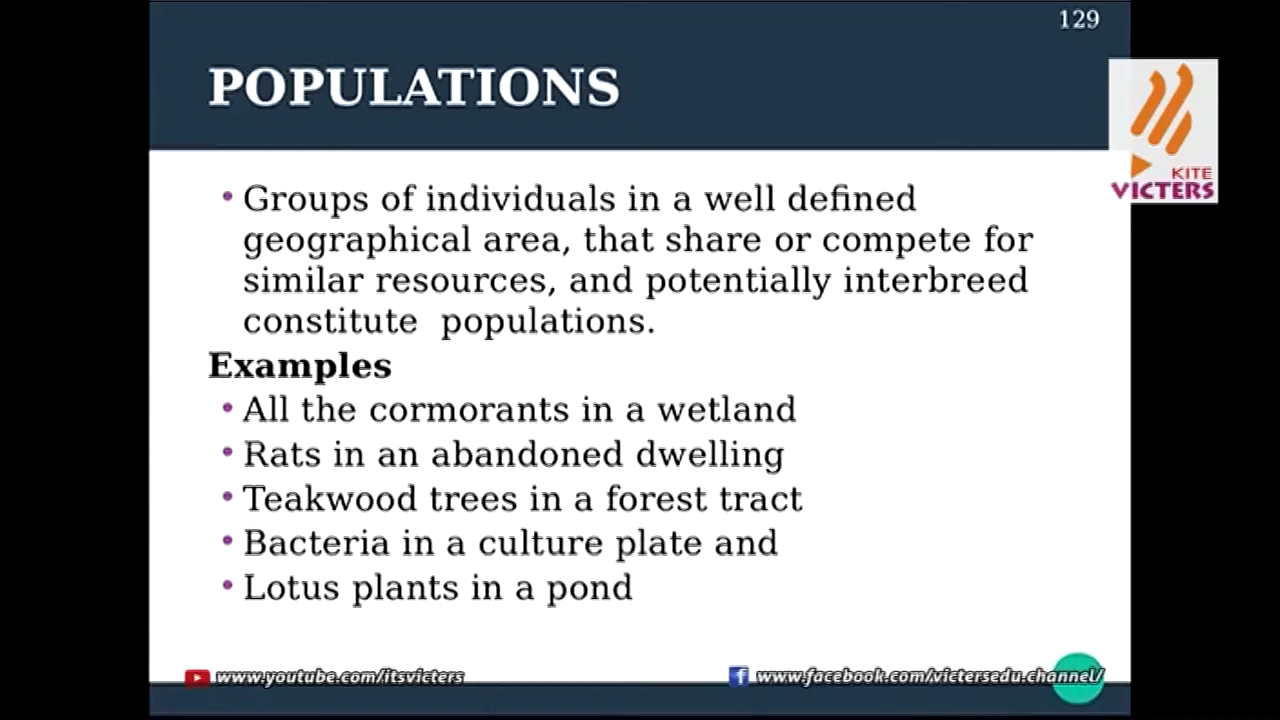 129
POPULATIONS
KITE
VICTERS
• Groups of individuals in a well defined
geographical area, that share or compete for
similar resources, and potentially interbreed
constitute  populations.
Examples
• All the cormorants in a wetland
• Rats in an abandoned dwelling
• Teakwood trees in a forest tract
• Bacteria in a culture plate and
• Lotus plants in a pond
www.youtube.com/itsvicters
www.facebook.com/victersedu.channel/